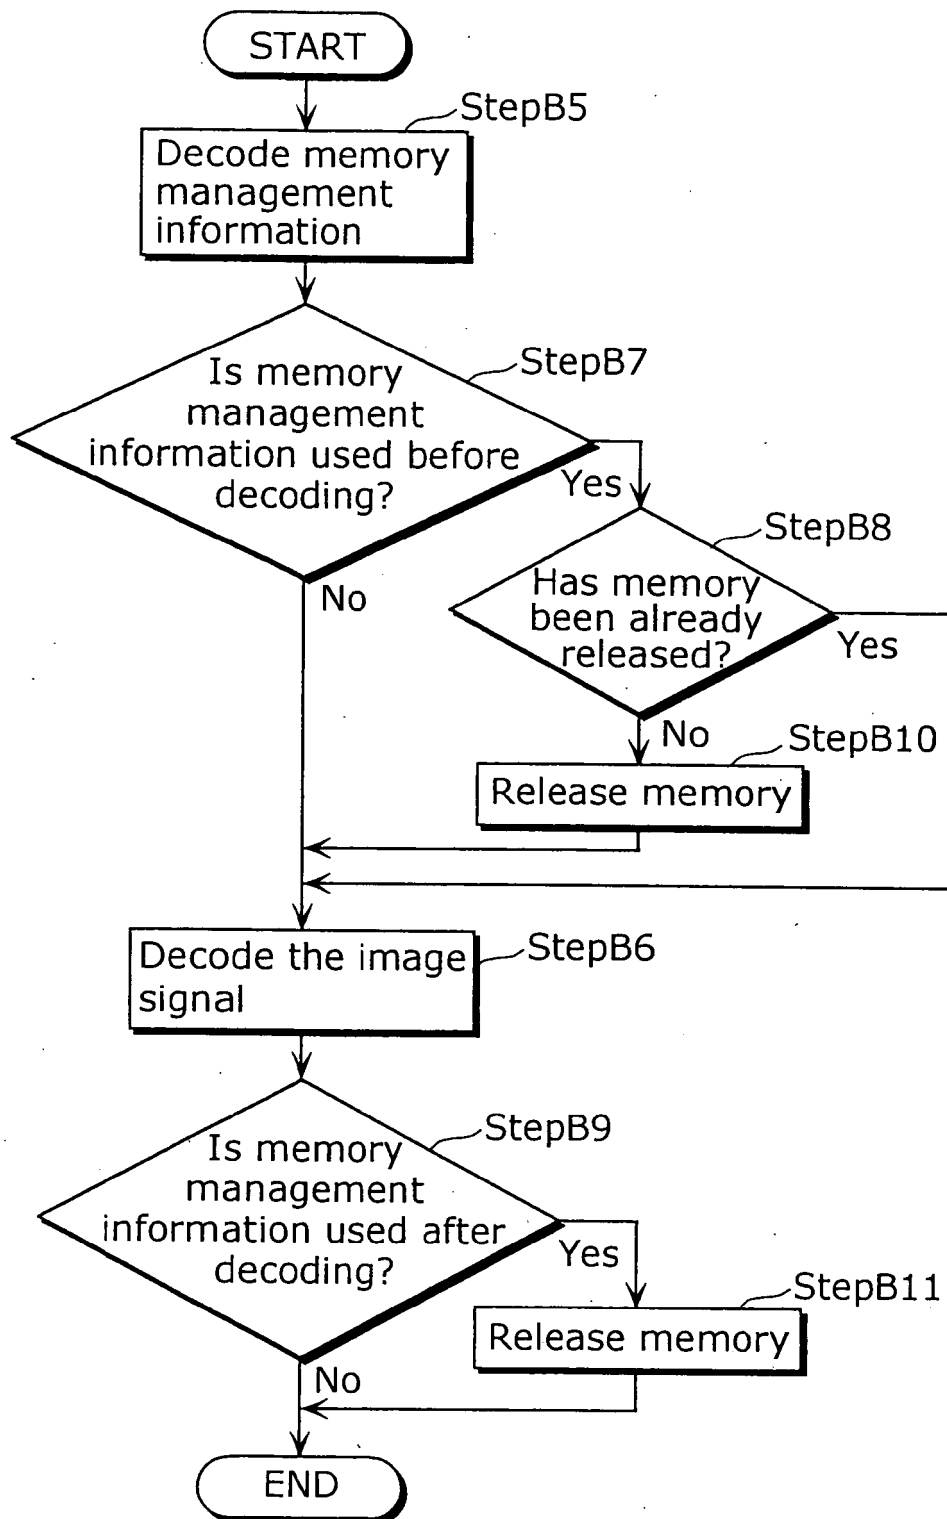 START
StepB5
Decode memory
management
information
StepB7
Is memory
management
information used before
decoding?
Yes
StepB8
No
Has memory
been already
released?
Yes
No
StepB10
Release memory
StepB6
Decode the image
signal
StepB9
Is memory
management
information used after
decoding?
Yes
StepB11
Release memory
No
END